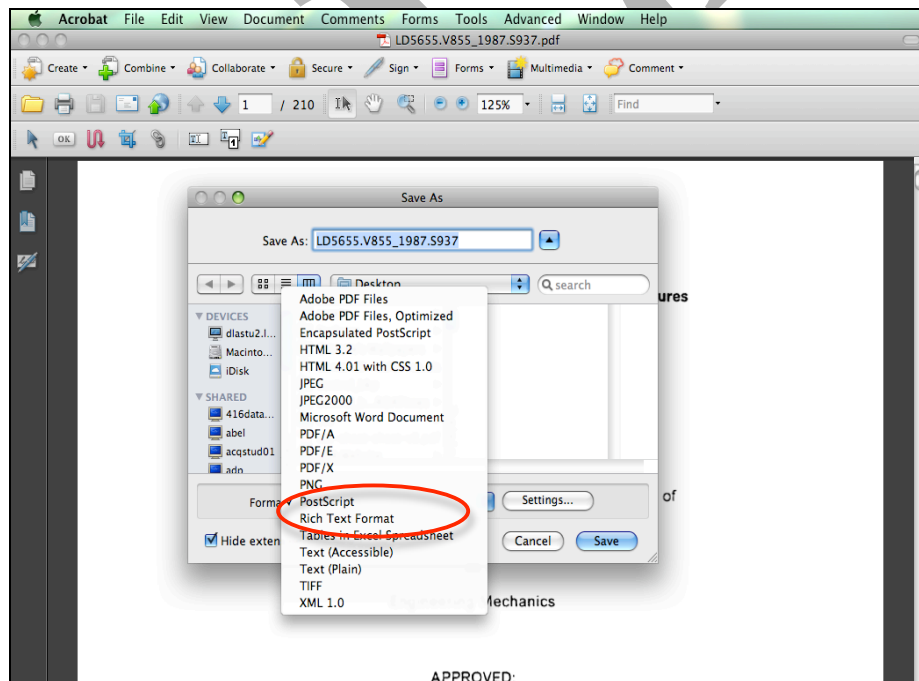 Acrobat File Edit View Document Comments Forms Tools Advanced Window Help
LD5655.V855_1987.S937.pdf
Create Combine Collaborate Secure Sign Forms Multimedia Comment
1 / 210 125% Find
OK
Save As
Save As: LD5655.V855_1987.S937
Desktop search
ures
DEVICES
dlastu2.l...
Macinto...
iDisk
SHARED
416data...
abel
acqstud01
adp
Adobe PDF Files
Adobe PDF Files, Optimized
Encapsulated PostScript
HTML 3.2
HTML 4.01 with CSS 1.0
JPEG
JPEG2000
Microsoft Word Document
PDF/A
PDF/E
PDF/X
PNG
Forma ✓ PostScript Settings... of
Rich Text Format
Hide exten Tables in Excel Spreadsheet Cancel Save
Text (Accessible)
Text (Plain)
TIFF
XML 1.0
Mechanics
APPROVED: